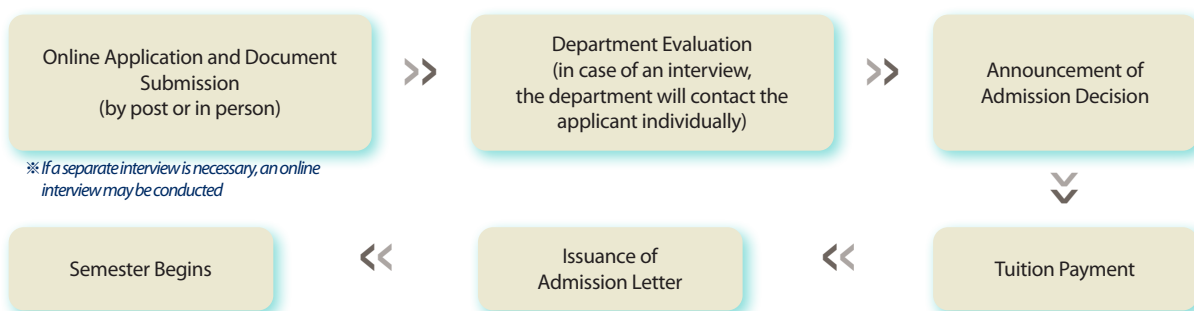 Online Application and Document
Submission
(by post or in person)
※ If a separate interview is necessary, an online
interview may be conducted
Department Evaluation
(in case of an interview,
the department will contact the
applicant individually)
Announcement of
Admission Decision
Tuition Payment
Issuance of
Admission Letter
Semester Begins